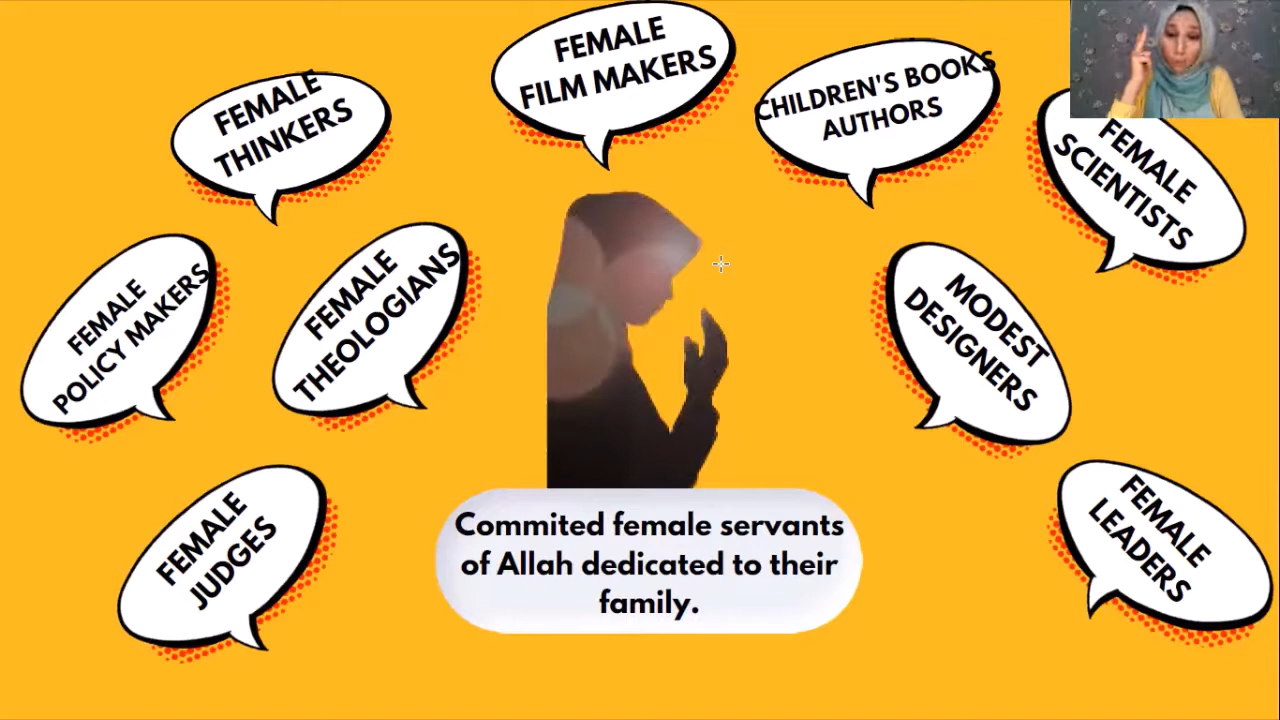 FEMALE
FILM MAKERS
CHILDREN'S BOOKS
AUTHORS
FEMALE
THINKERS
FEMALE
SCIENTISTS
FEMALE
POLICY MAKERS
FEMALE
THEOLOGIANS
MODEST
DESIGNERS
FEMALE
JUDGES
FEMALE
LEADERS
Commited female servants
of Allah dedicated to their
family.